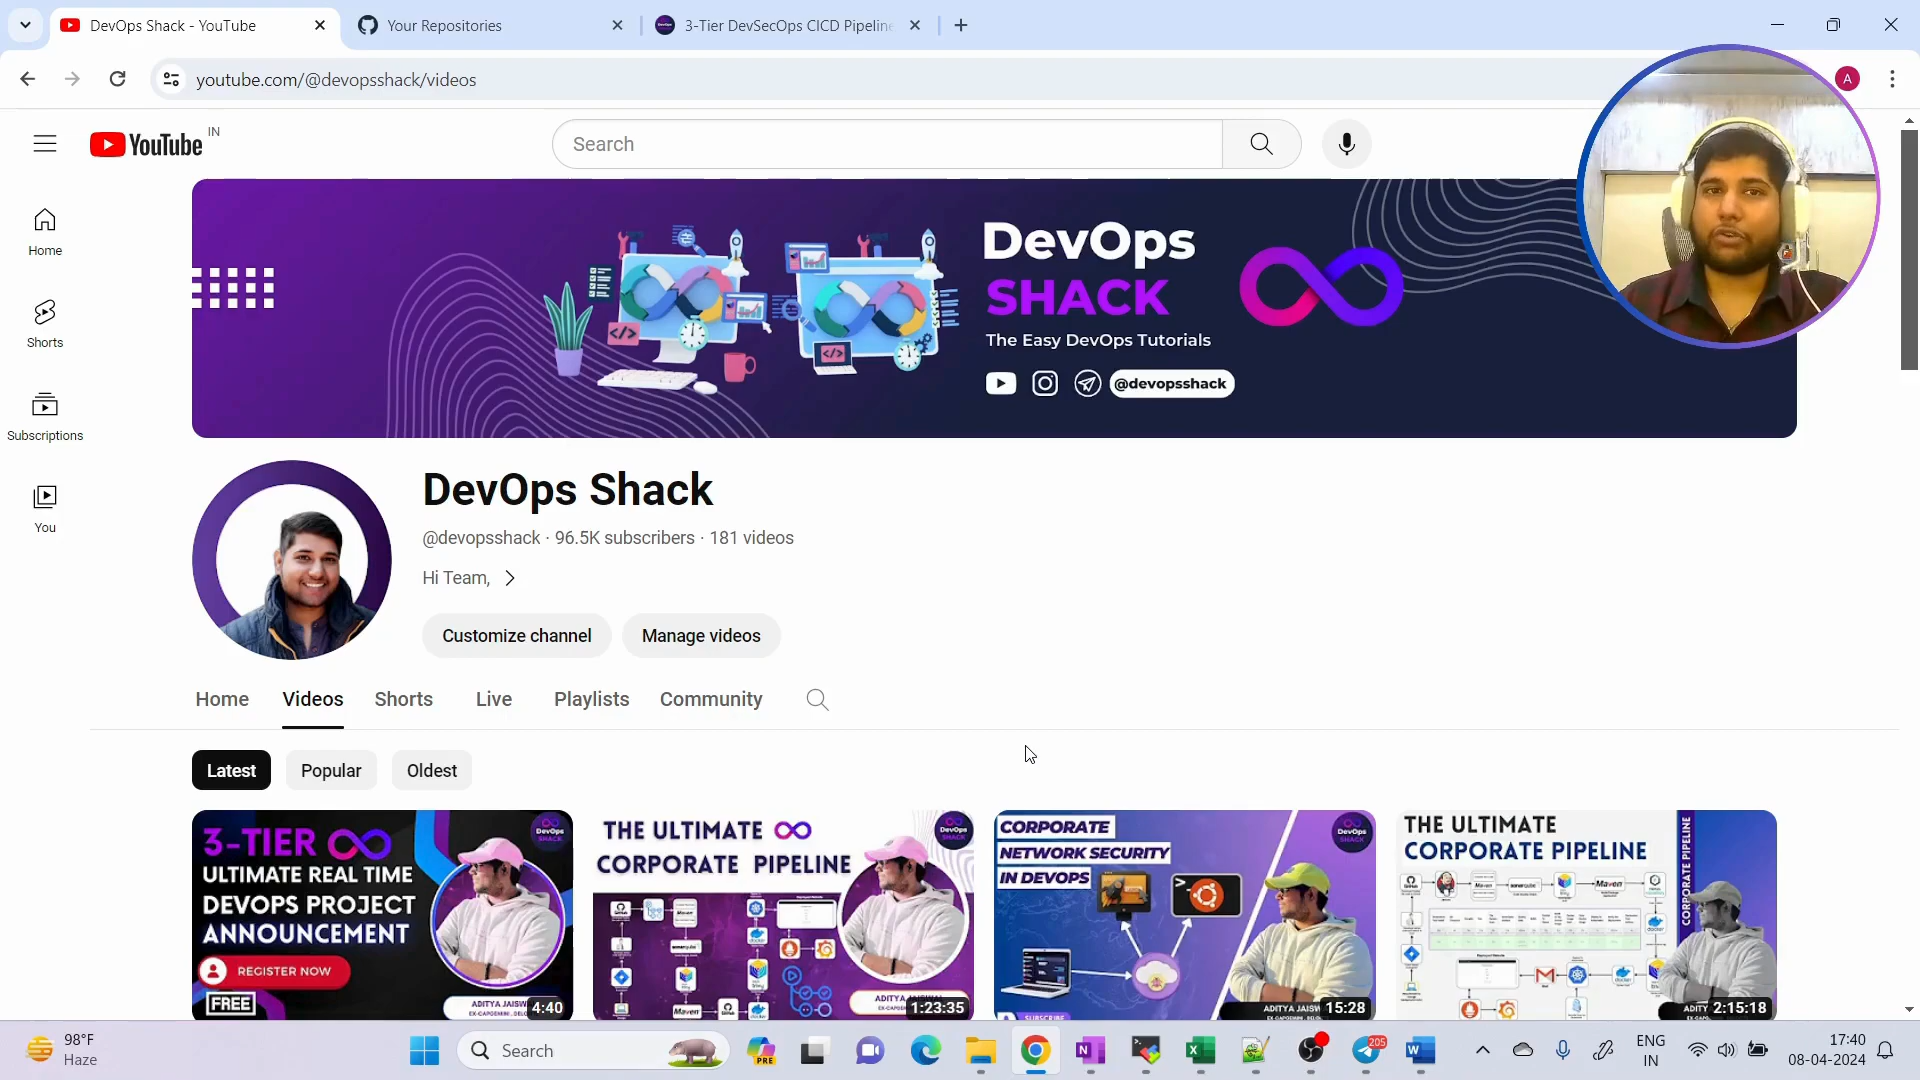 DevOps Shack - YouTube
Your Repositories
3-Tier DevSecOps CICD Pipeline
youtube.com/@devopsshack/videos
A
YouTube IN
Search
Home
Shorts
Subscriptions
You
DevOps
SHACK
The Easy DevOps Tutorials
@devopsshack
DevOps Shack
@devopsshack · 96.5K subscribers · 181 videos
Hi Team,
Customize channel
Manage videos
Home
Videos
Shorts
Live
Playlists
Community
Latest
Popular
Oldest
3-TIER
ULTIMATE REAL TIME
DEVOPS PROJECT
ANNOUNCEMENT
REGISTER NOW
FREE
4:40
THE ULTIMATE
CORPORATE PIPELINE
1:23:35
CORPORATE
NETWORK SECURITY
IN DEVOPS
SUBSCRIBE
15:28
THE ULTIMATE
CORPORATE PIPELINE
CORPORATE PIPELINE
2:15:18
98°F
Haze
Search
PRE
205
ENG
IN
17:40
08-04-2024